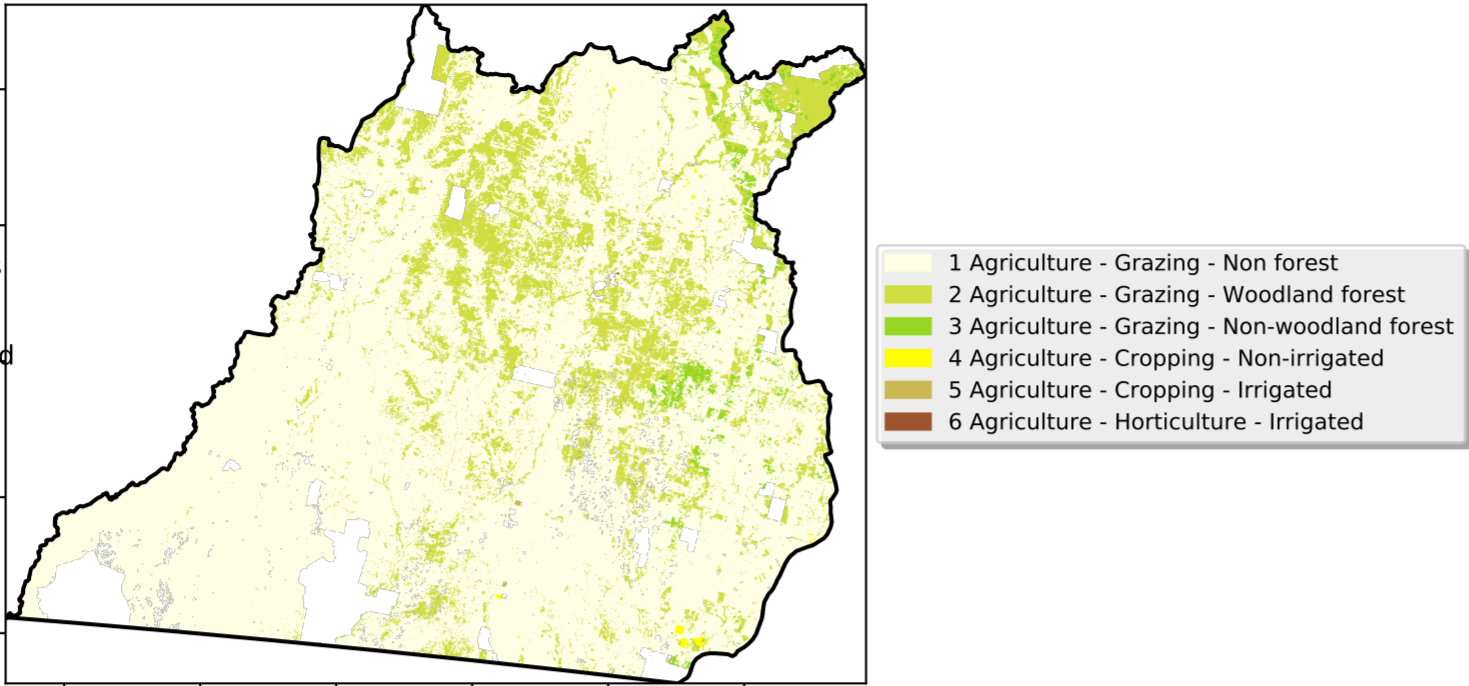 d
1 Agriculture - Grazing - Non forest
2 Agriculture - Grazing - Woodland forest
3 Agriculture - Grazing - Non-woodland forest
4 Agriculture - Cropping - Non-irrigated
5 Agriculture - Cropping - Irrigated
6 Agriculture - Horticulture - Irrigated